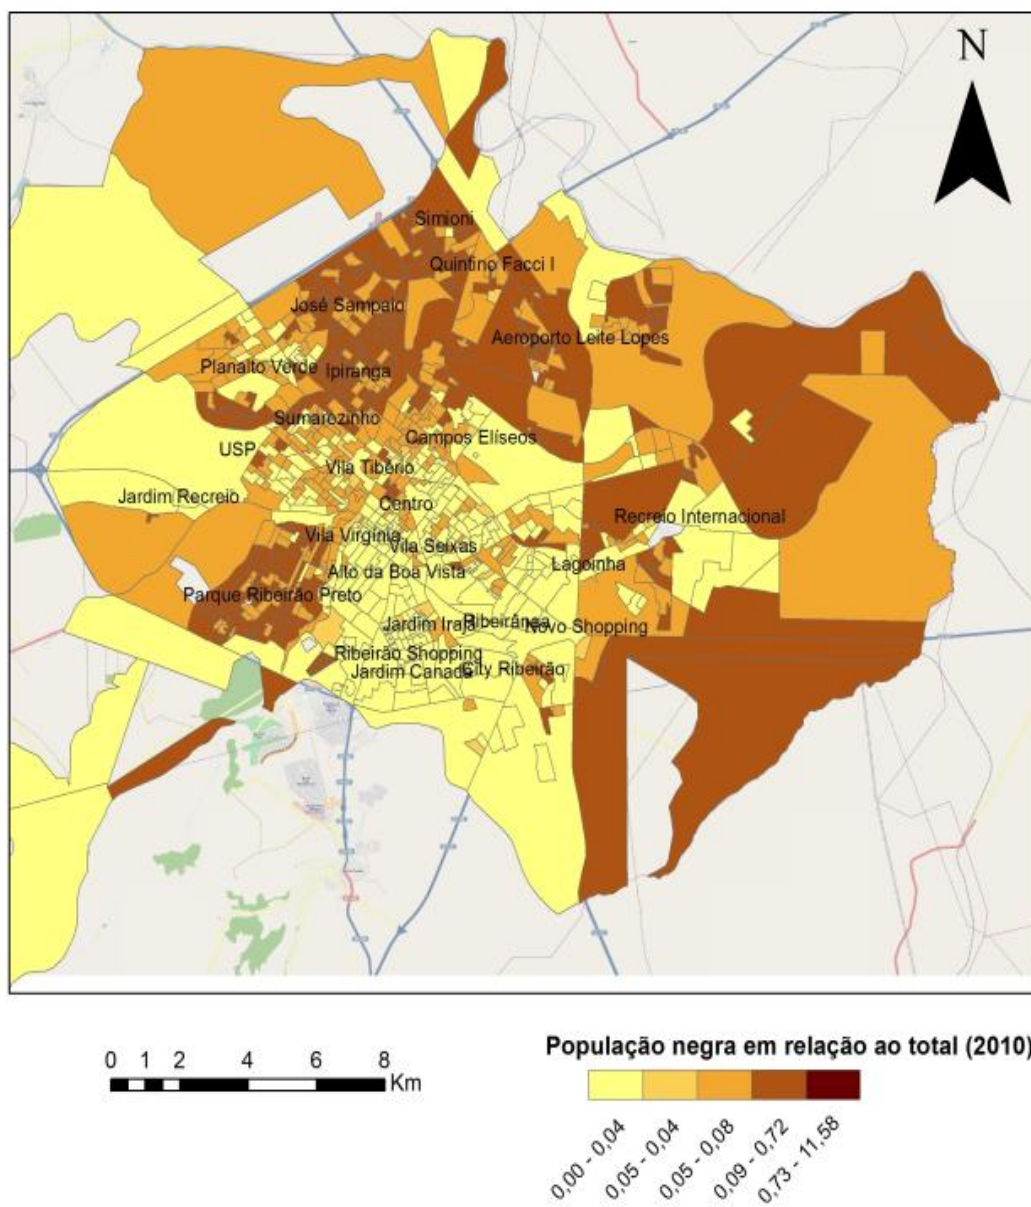 N
Simioni
Quintino Facci I
José Sampaio
Aeroporto Leite Lopes
Planalto Verde
Ipiranga
Sumarezinho
Campos Elíseos
USP
Vila Tibério
Jardim Recreio
Centro
Recreio Internacional
Vila Virgínia
Vila Seixas
Lagoinha
Alto da Boa Vista
Parque Ribeirão Preto
Jardim Irajá
Ribeirânea
Novo Shopping
Ribeirão Shopping
Jardim Canadá
City Ribeirão
População negra em relação ao total (2010)
0 1 2 4 6 8
Km
0,00 - 0,04
0,05 - 0,04
0,05 - 0,08
0,09 - 0,72
0,73 - 11,58